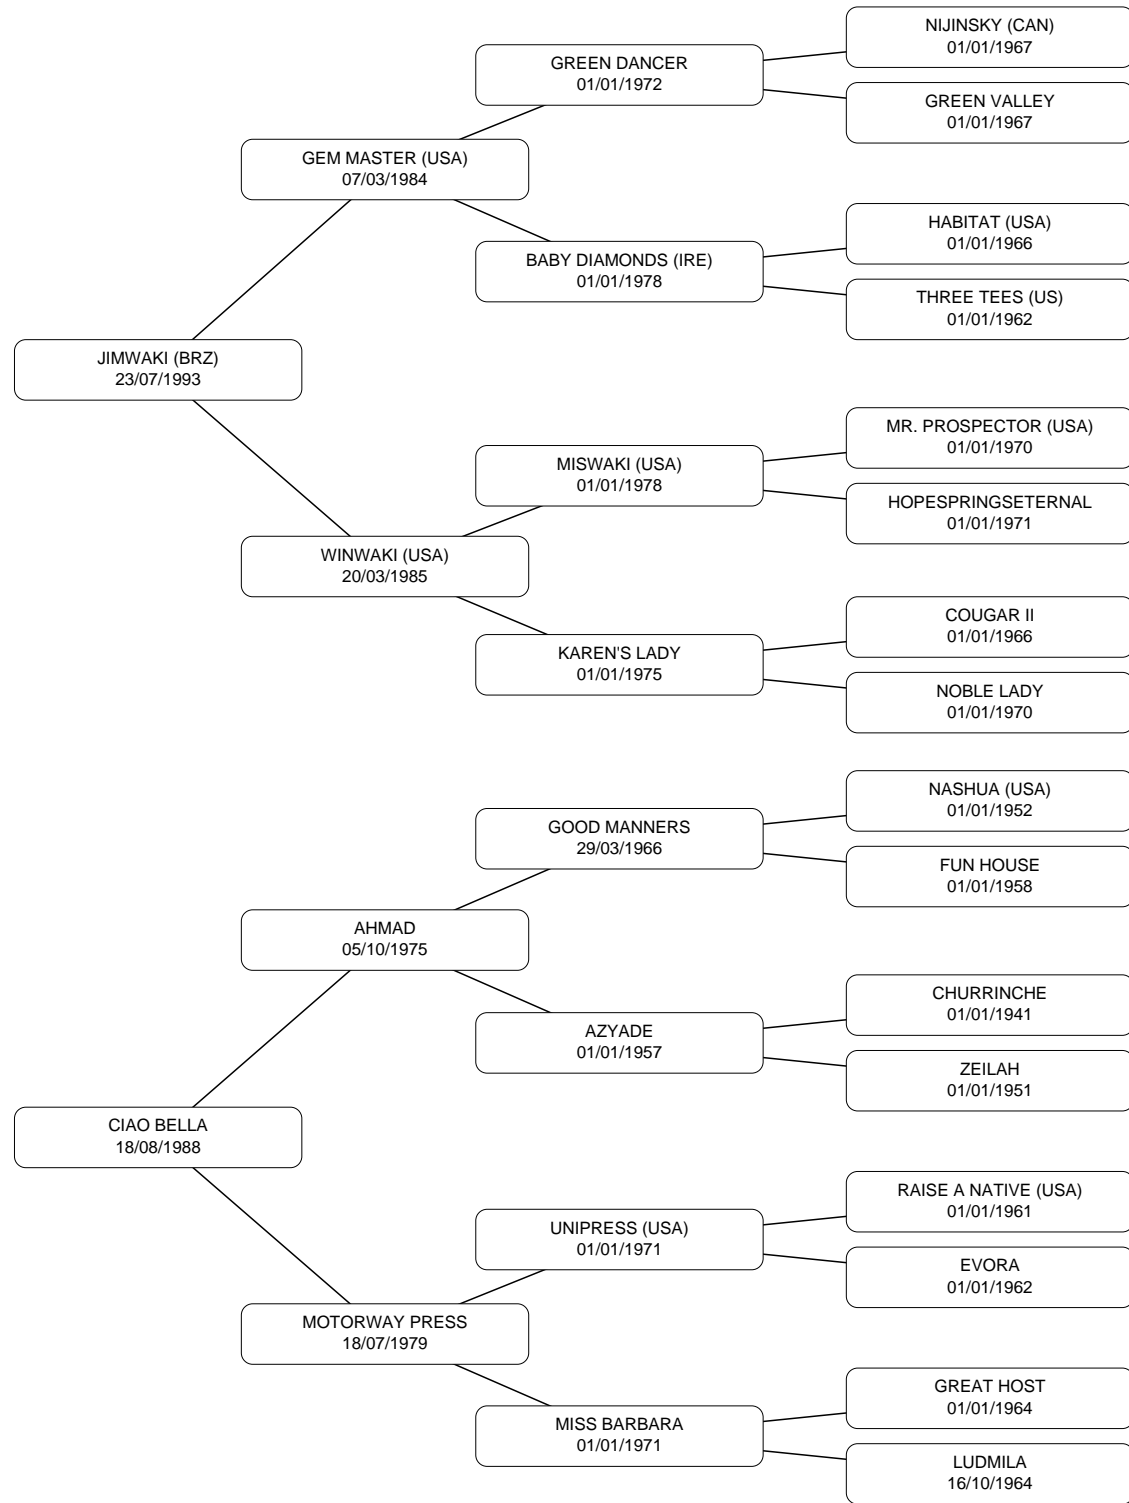 NIJINSKY (CAN)
01/01/1967
GREEN DANCER
01/01/1972
GREEN VALLEY
01/01/1967
GEM MASTER (USA)
07/03/1984
HABITAT (USA)
01/01/1966
BABY DIAMONDS (IRE)
01/01/1978
THREE TEES (US)
01/01/1962
JIMWAKI (BRZ)
23/07/1993
MR. PROSPECTOR (USA)
01/01/1970
MISWAKI (USA)
01/01/1978
HOPESPRINGSETERNAL
01/01/1971
WINWAKI (USA)
20/03/1985
COUGAR II
01/01/1966
KAREN'S LADY
01/01/1975
NOBLE LADY
01/01/1970
NASHUA (USA)
01/01/1952
GOOD MANNERS
29/03/1966
FUN HOUSE
01/01/1958
AHMAD
05/10/1975
CHURRINCHE
01/01/1941
AZYADE
01/01/1957
ZEILAH
01/01/1951
CIAO BELLA
18/08/1988
RAISE A NATIVE (USA)
01/01/1961
UNIPRESS (USA)
01/01/1971
EVORA
01/01/1962
MOTORWAY PRESS
18/07/1979
GREAT HOST
01/01/1964
MISS BARBARA
01/01/1971
LUDMILA
16/10/1964